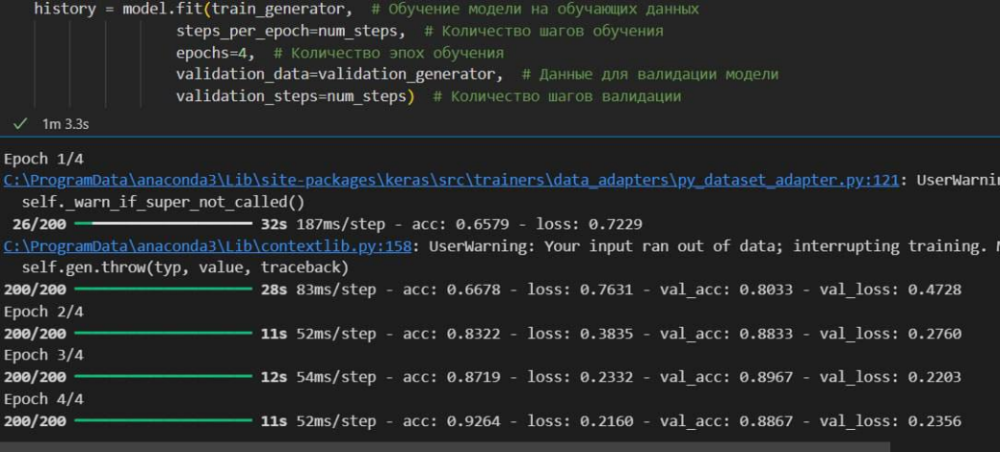 history = model.fit(train_generator,  # Обучение модели на обучающих данных
steps_per_epoch=num_steps,  # Количество шагов обучения
epochs=4,  # Количество эпох обучения
validation_data=validation_generator,  # Данные для валидации модели
validation_steps=num_steps)  # Количество шагов валидации
✓ 1m 3.3s
Epoch 1/4
C:\ProgramData\anaconda3\Lib\site-packages\keras\src\trainers\data_adapters\py_dataset_adapter.py:121: UserWarnin
self._warn_if_super_not_called()
26/200 32s 187ms/step - acc: 0.6579 - loss: 0.7229
C:\ProgramData\anaconda3\Lib\contextlib.py:158: UserWarning: Your input ran out of data; interrupting training. M
self.gen.throw(typ, value, traceback)
200/200 28s 83ms/step - acc: 0.6678 - loss: 0.7631 - val_acc: 0.8033 - val_loss: 0.4728
Epoch 2/4
200/200 11s 52ms/step - acc: 0.8322 - loss: 0.3835 - val_acc: 0.8833 - val_loss: 0.2760
Epoch 3/4
200/200 12s 54ms/step - acc: 0.8719 - loss: 0.2332 - val_acc: 0.8967 - val_loss: 0.2203
Epoch 4/4
200/200 11s 52ms/step - acc: 0.9264 - loss: 0.2160 - val_acc: 0.8867 - val_loss: 0.2356